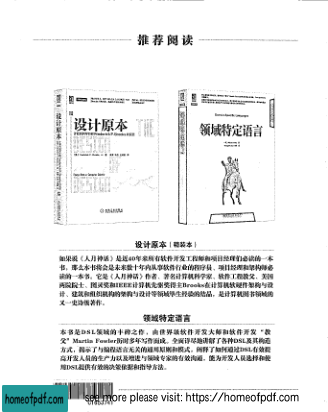 推荐阅读
设计原本
领域特定语言
设计原本（精装本）
如果说《人月神话》是近40年来所有软件开发工程师和项目经理们必读的一本
书，那么本书将会是未来数十年内从事软件行业的程序员、项目经理和架构师必
读的一本书。它是《人月神话》作者、著名计算机科学家、软件工程教父、美国
两院院士、图灵奖和IEEE计算机先驱奖得主Brooks在计算机软硬件架构与设
计、建筑和组织机构的架构与设计等领域毕生经验的结晶，是计算机图书领域的
又一史诗级著作。
领域特定语言
本书是DSL领域的丰碑之作，由世界级软件开发大师和软件开发“教
父”Martin Fowler历时多年写作而成，全面详尽地讲解了各种DSL及其构造
方式，揭示了与编程语言无关的通用原则和模式，阐释了如何通过DSL有效提
高开发人员的生产力以及增进与领域专家的有效沟通，能为开发人员选择和使
用DSL提供有效的决策依据和指导方法。
homeofpdf.com
see more please visit: https://homeofpdf.com